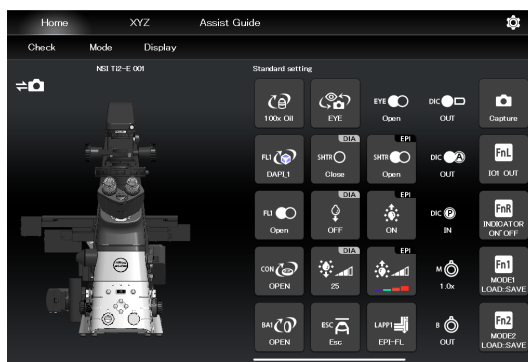 Home XYZ Assist Guide
Check Mode Display
NSI Ti2-E 001
Standard setting
100x Oil
EYE
EYE
Open
DIC
OUT
Capture
FL1
DAPI_1
DIA
SHTR
Close
EPI
SHTR
Open
DIC A
OUT
FnL
IO1 OUT
FL1
Open
DIA
OFF
EPI
ON
DIC P
IN
FnR
INDICATOR
ON^OFF
CON
OPEN
DIA
25
EPI
M
1.0x
Fn1
MODE1
LOAD:SAVE
BA1
OPEN
ESC
Esc
LAPP1
EPI-FL
B
OUT
Fn2
MODE2
LOAD:SAVE